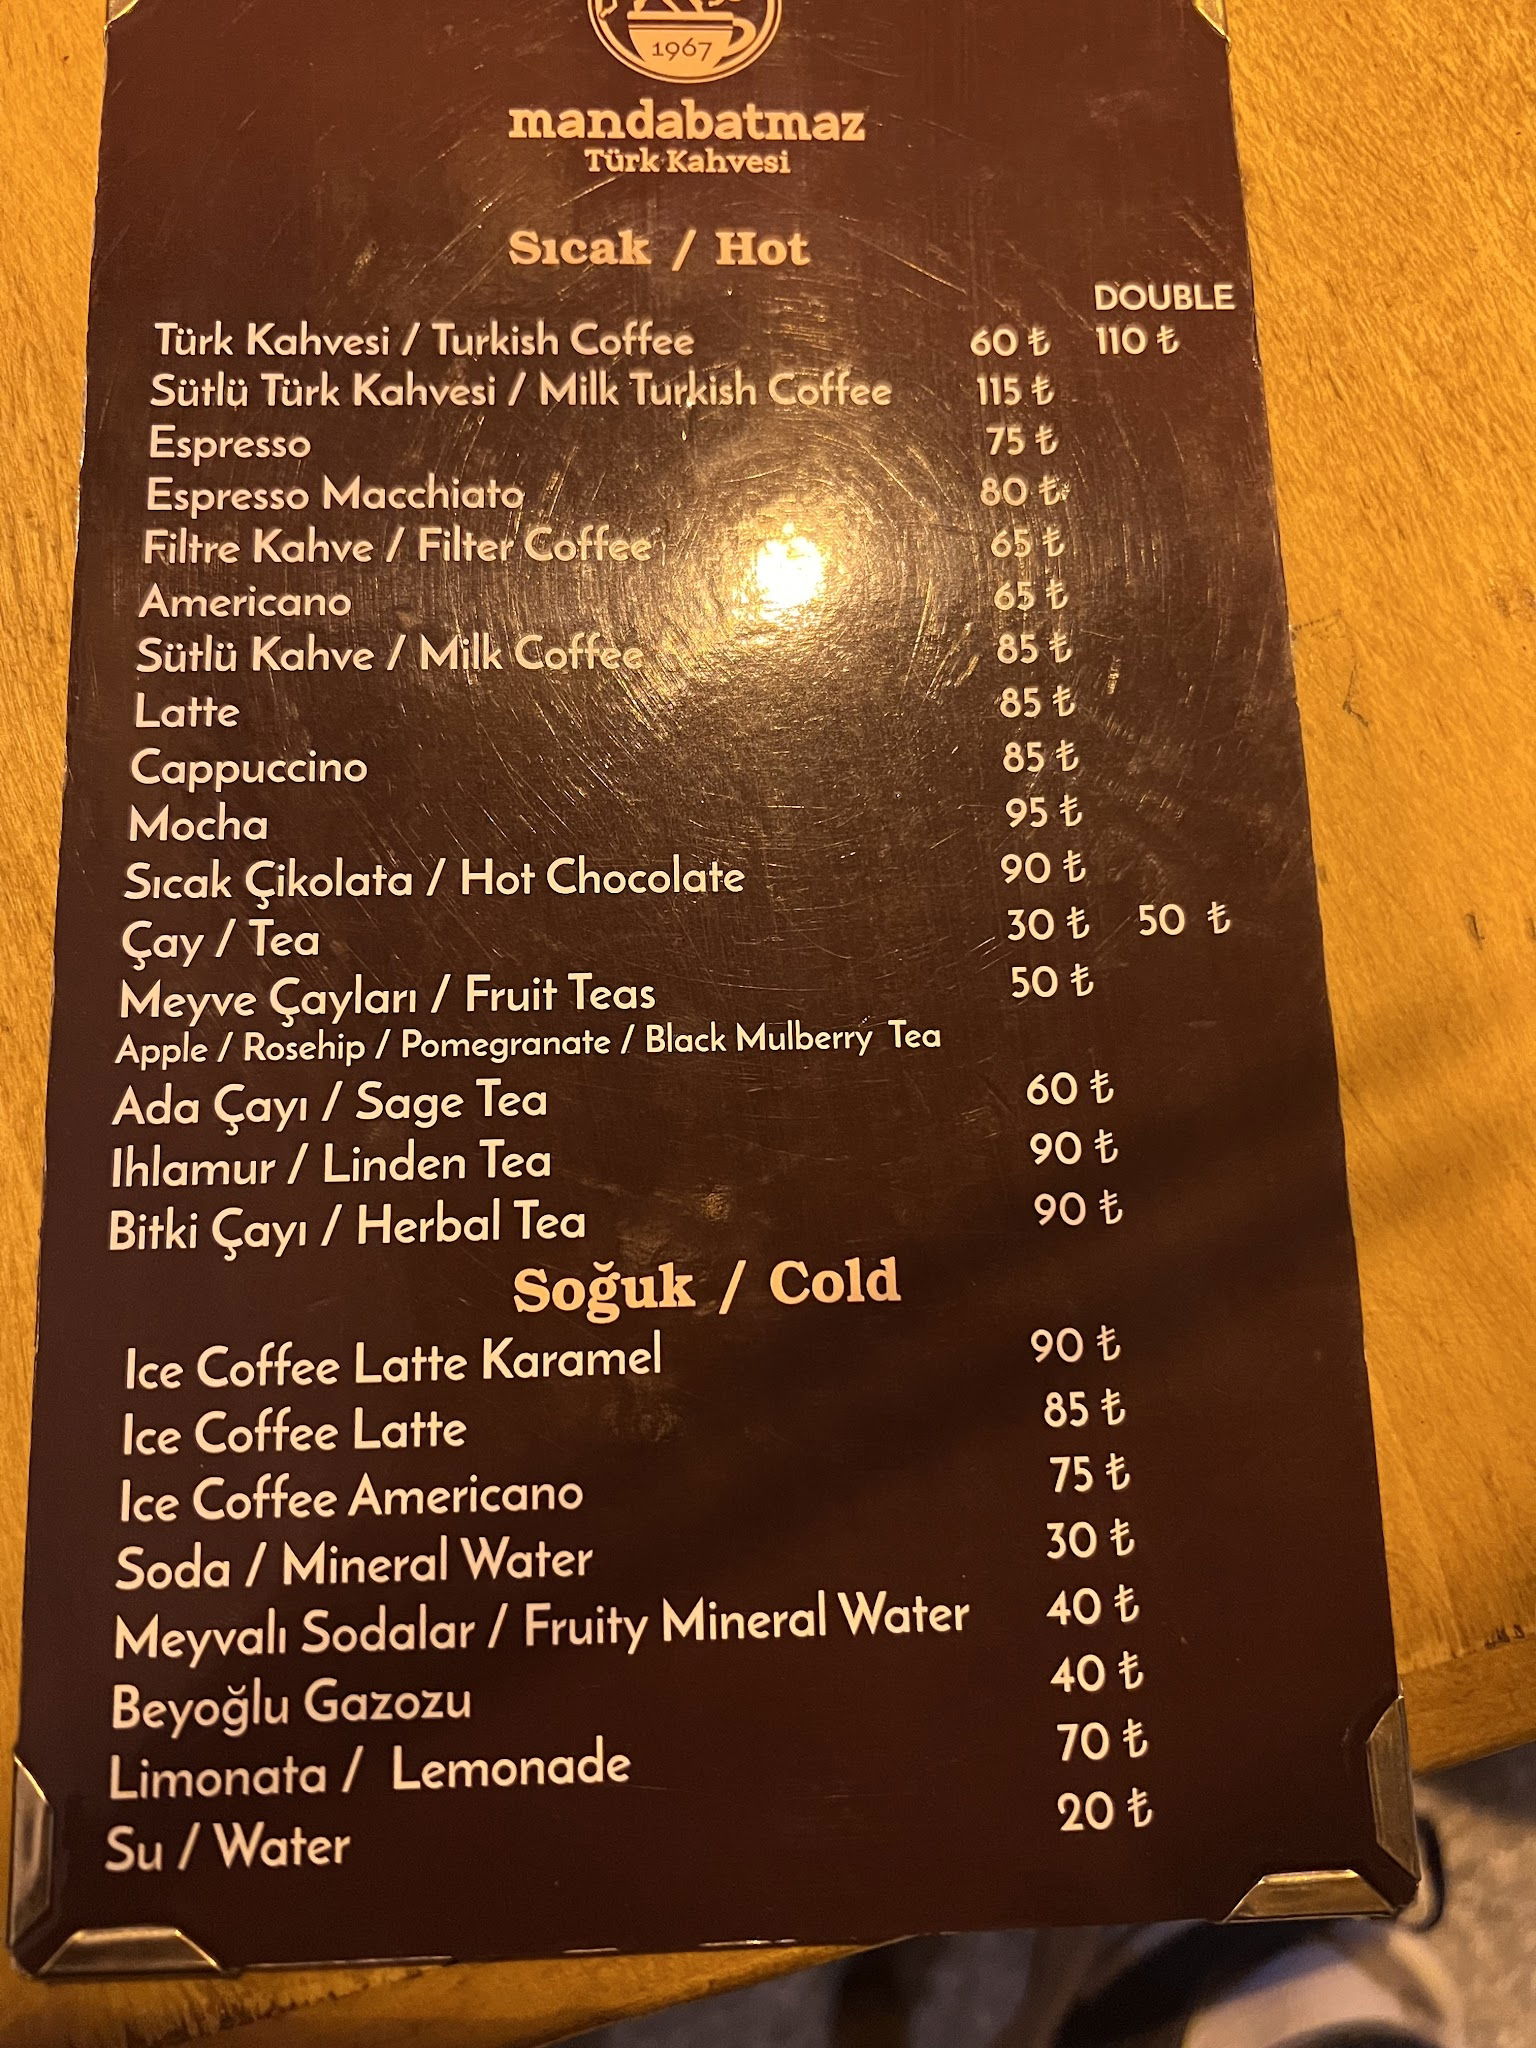 1967
mandabatmaz
Türk Kahvesi
Sıcak / Hot
DOUBLE
Türk Kahvesi / Turkish Coffee 60 ₺ 110 ₺
Sütlü Türk Kahvesi / Milk Turkish Coffee 115 ₺
Espresso 75 ₺
Espresso Macchiato 80 ₺
Filtre Kahve / Filter Coffee 65 ₺
Americano 65 ₺
Sütlü Kahve / Milk Coffee 85 ₺
Latte 85 ₺
Cappuccino 85 ₺
Mocha 95 ₺
Sıcak Çikolata / Hot Chocolate 90 ₺
Çay / Tea 30 ₺ 50 ₺
Meyve Çayları / Fruit Teas 50 ₺
Apple / Rosehip / Pomegranate / Black Mulberry Tea
Ada Çayı / Sage Tea 60 ₺
Ihlamur / Linden Tea 90 ₺
Bitki Çayı / Herbal Tea 90 ₺
Soğuk / Cold
Ice Coffee Latte Karamel 90 ₺
Ice Coffee Latte 85 ₺
Ice Coffee Americano 75 ₺
Soda / Mineral Water 30 ₺
Meyvalı Sodalar / Fruity Mineral Water 40 ₺
Beyoğlu Gazozu 40 ₺
Limonata / Lemonade 70 ₺
Su / Water 20 ₺